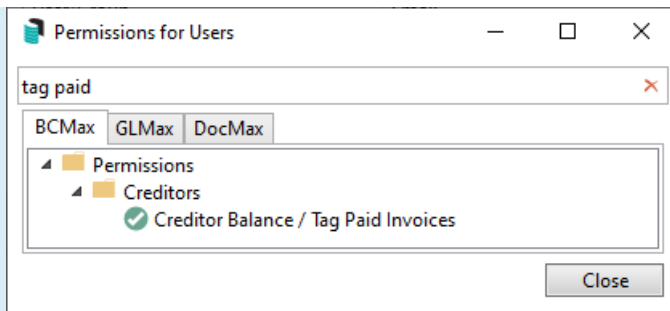 Permissions for Users
tag paid
BCMax GLMax DocMax
Permissions
Creditors
Creditor Balance / Tag Paid Invoices
Close